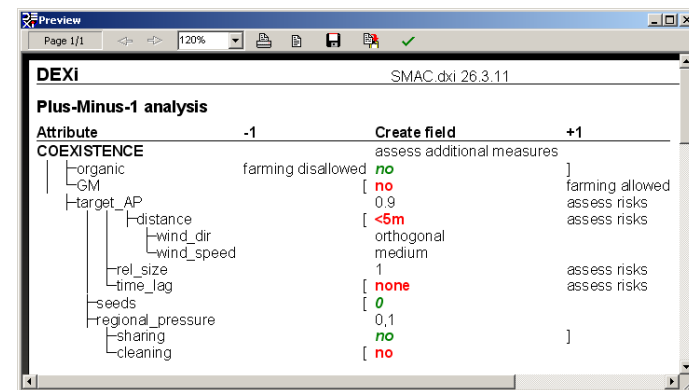 Preview
Page 1/1 120%
DEXi SMAC.dxi 26.3.11
Plus-Minus-1 analysis
Attribute -1 Create field +1
COEXISTENCE assess additional measures
organic farming disallowed no ]
GM [ no farming allowed
target_AP 0.9 assess risks
distance [ <5m assess risks
wind_dir orthogonal
wind_speed medium
rel_size 1 assess risks
time_lag [ none assess risks
seeds [ 0
regional_pressure 0,1
sharing no ]
cleaning [ no